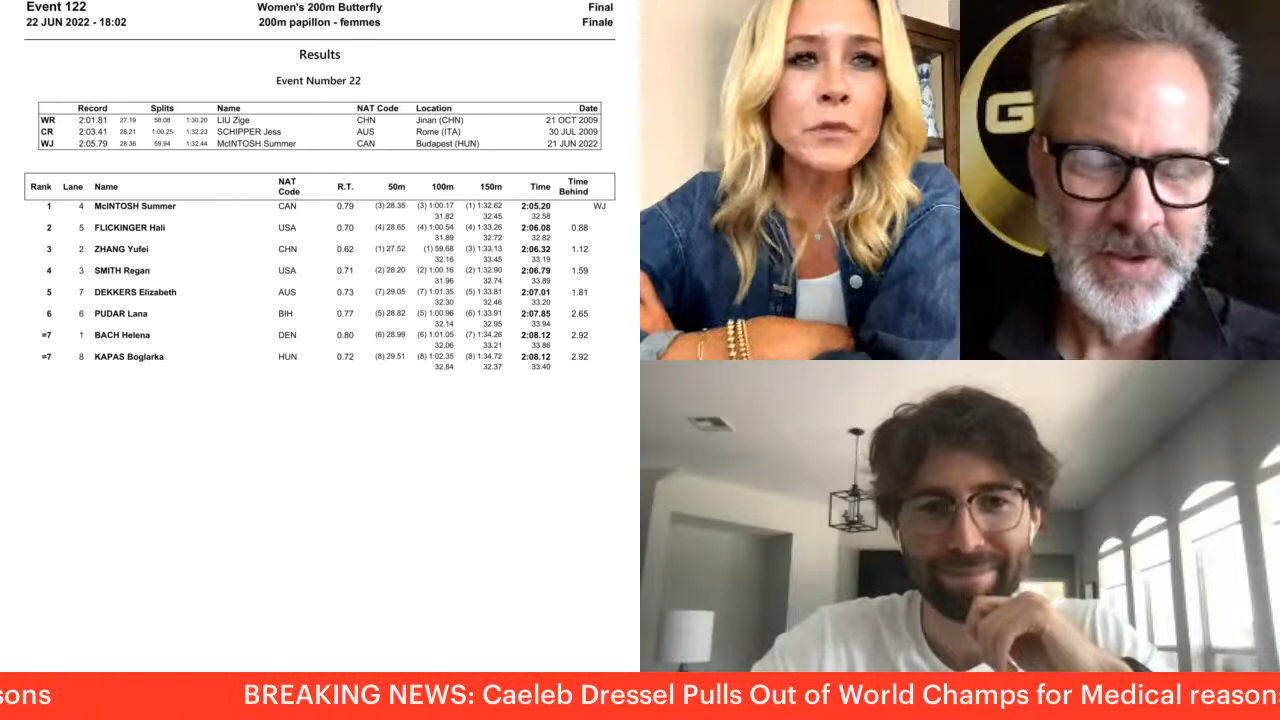 Event 122 Women's 200m Butterfly Final
22 JUN 2022 - 18:02 200m papillon - femmes Finale
Results
Event Number 22
Record Splits Name NAT Code Location Date
WR 2:01.81 27.19 58.08 1:30.20 LIU Zige CHN Jinan (CHN) 21 OCT 2009
CR 2:03.41 28.21 1:00.25 1:32.23 SCHIPPER Jess AUS Rome (ITA) 30 JUL 2009
WJ 2:05.79 28.36 59.94 1:32.44 McINTOSH Summer CAN Budapest (HUN) 21 JUN 2022
Rank Lane Name NAT Code R.T. 50m 100m 150m Time Time Behind
1 4 McINTOSH Summer CAN 0.79 (3) 28.35 (3) 1:00.17 (1) 1:32.62 2:05.20 WJ
31.82 32.45 32.58
2 5 FLICKINGER Hali USA 0.70 (4) 28.65 (4) 1:00.54 (4) 1:33.26 2:06.08 0.88
31.89 32.72 32.82
3 2 ZHANG Yufei CHN 0.62 (1) 27.52 (1) 59.68 (3) 1:33.13 2:06.32 1.12
32.16 33.45 33.19
4 3 SMITH Regan USA 0.71 (2) 28.20 (2) 1:00.16 (2) 1:32.90 2:06.79 1.59
31.96 32.74 33.89
5 7 DEKKERS Elizabeth AUS 0.73 (7) 29.05 (7) 1:01.35 (5) 1:33.81 2:07.01 1.81
32.30 32.46 33.20
6 6 PUDAR Lana BIH 0.77 (5) 28.82 (5) 1:00.96 (6) 1:33.91 2:07.85 2.65
32.14 32.95 33.94
=7 1 BACH Helena DEN 0.80 (6) 28.99 (6) 1:01.05 (7) 1:34.26 2:08.12 2.92
32.06 33.21 33.86
=7 8 KAPAS Boglarka HUN 0.72 (8) 29.51 (8) 1:02.35 (8) 1:34.72 2:08.12 2.92
32.84 32.37 33.40
G
sons BREAKING NEWS: Caeleb Dressel Pulls Out of World Champs for Medical reason